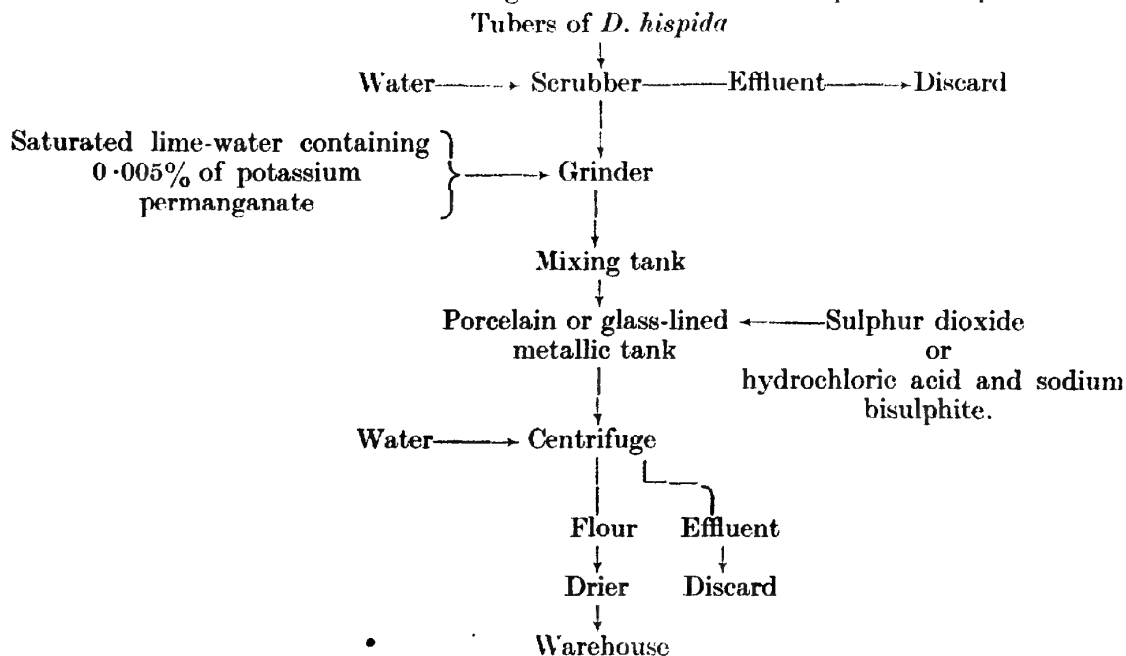 Tubers of D. hispida
Water Scrubber Effluent Discard
Saturated lime-water containing
0·005% of potassium
permanganate
Grinder
Mixing tank
Porcelain or glass-lined
metallic tank
Sulphur dioxide
or
hydrochloric acid and sodium
bisulphite.
Water Centrifuge
Flour Effluent
Drier Discard
Warehouse